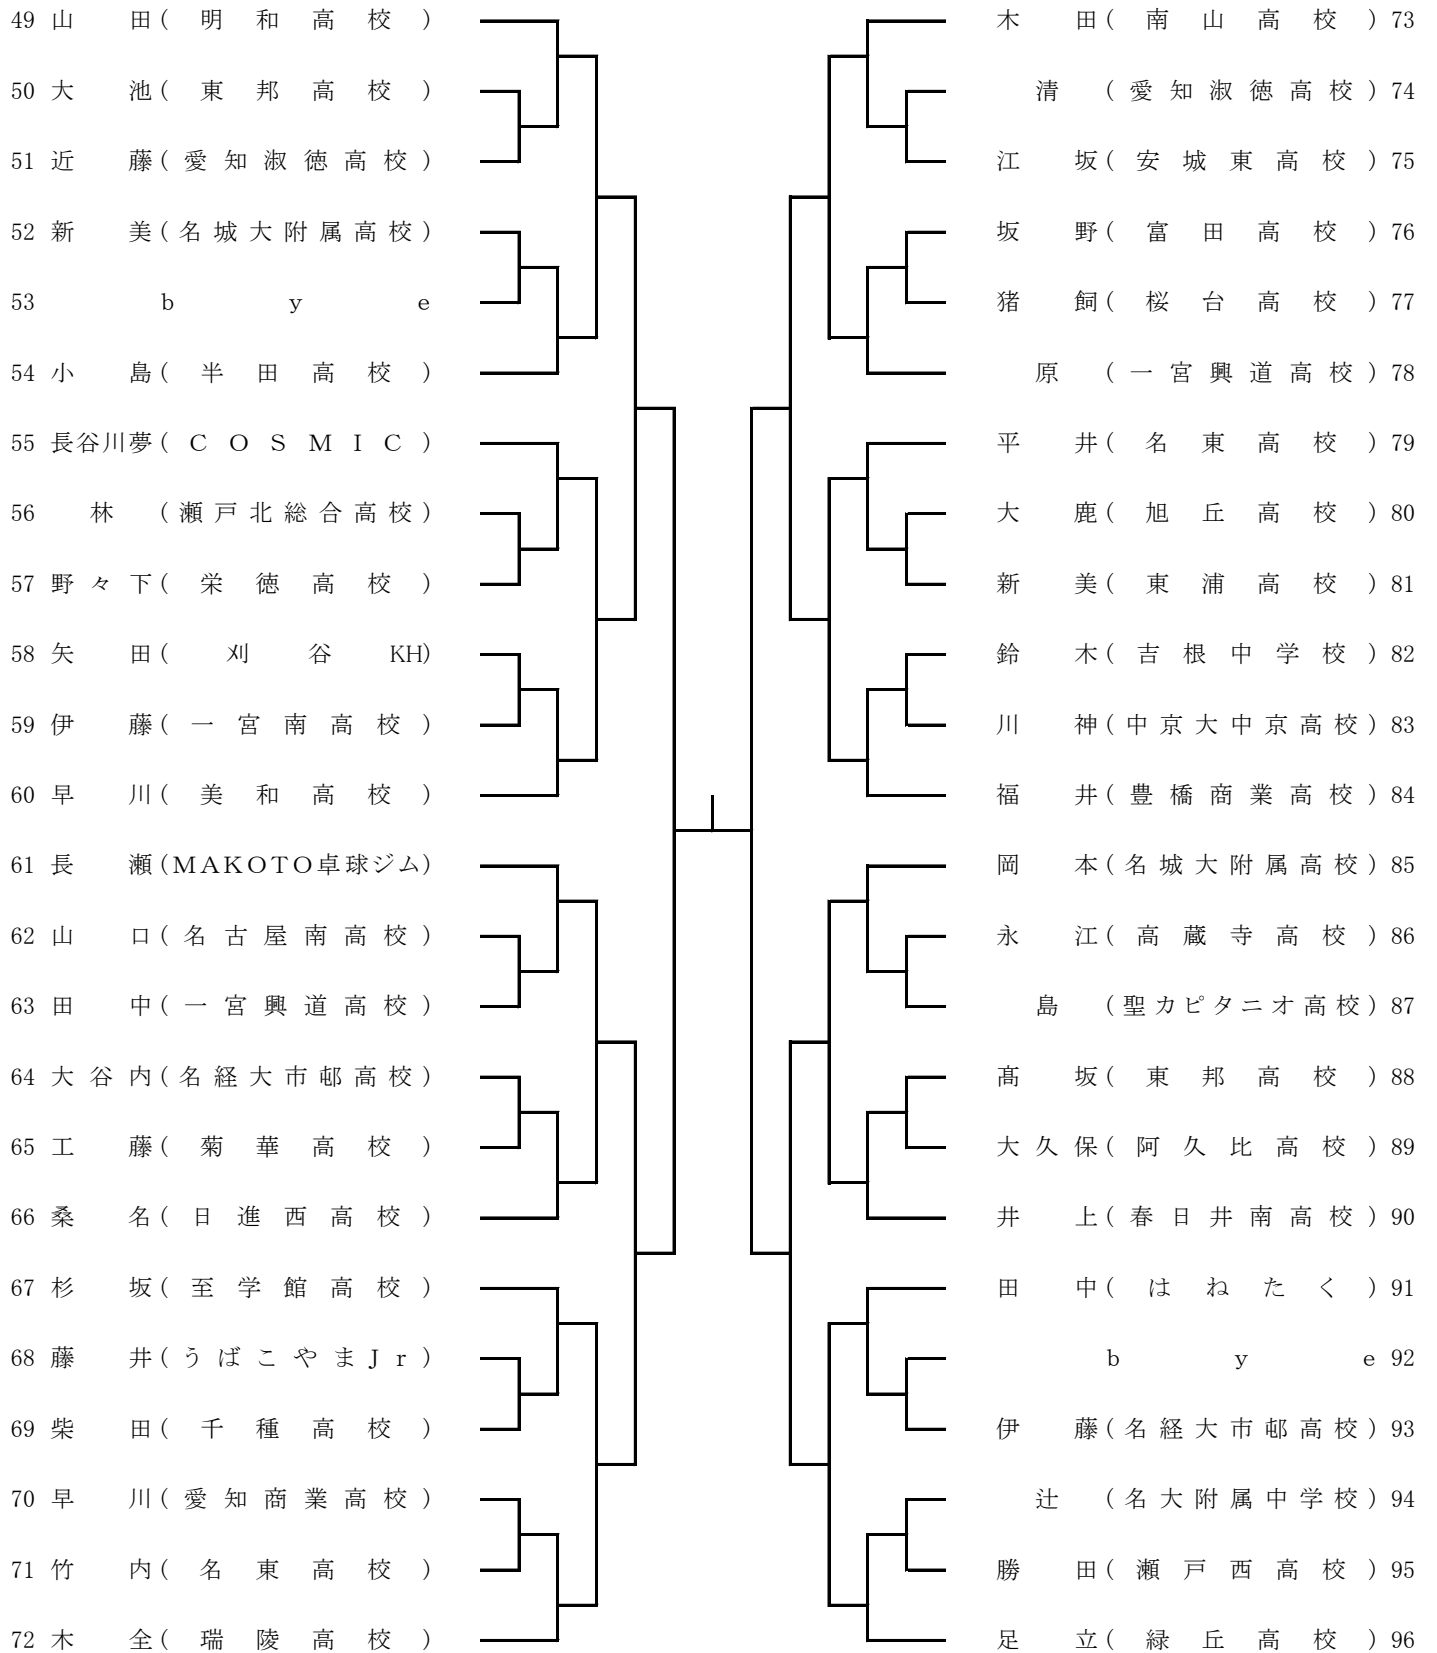 49 山田(明和高校)
50 大池(東邦高校)
51 近藤(愛知淑徳高校)
52 新美(名城大附属高校)
53 bye
54 小島(半田高校)
55 長谷川夢(ＣＯＳＭＩＣ)
56 林(瀬戸北総合高校)
57 野々下(栄徳高校)
58 矢田(刈谷KH)
59 伊藤(一宮南高校)
60 早川(美和高校)
61 長瀬(MAKOTO卓球ジム)
62 山口(名古屋南高校)
63 田中(一宮興道高校)
64 大谷内(名経大市邨高校)
65 工藤(菊華高校)
66 桑名(日進西高校)
67 杉坂(至学館高校)
68 藤井(うばこやまＪｒ)
69 柴田(千種高校)
70 早川(愛知商業高校)
71 竹内(名東高校)
72 木全(瑞陵高校)
木田(南山高校)73
清(愛知淑徳高校)74
江坂(安城東高校)75
坂野(富田高校)76
猪飼(桜台高校)77
原(一宮興道高校)78
平井(名東高校)79
大鹿(旭丘高校)80
新美(東浦高校)81
鈴木(吉根中学校)82
川神(中京大中京高校)83
福井(豊橋商業高校)84
岡本(名城大附属高校)85
永江(高蔵寺高校)86
島(聖カピタニオ高校)87
髙坂(東邦高校)88
大久保(阿久比高校)89
井上(春日井南高校)90
田中(はねたく)91
bye 92
伊藤(名経大市邨高校)93
辻(名大附属中学校)94
勝田(瀬戸西高校)95
足立(緑丘高校)96